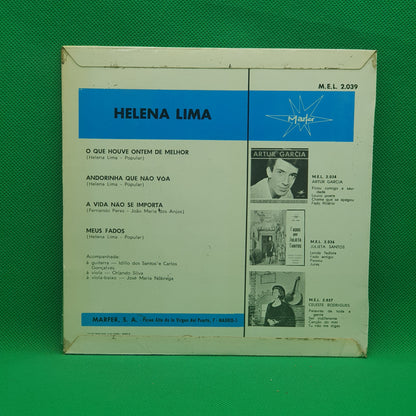 M.E.L. 2.039
HELENA LIMA
Marfer
O QUE HOUVE ONTEM DE MELHOR
(Helena Lima - Popular)
ANDORINHA QUE NÃO VÔA
(Helena Lima - Popular)
A VIDA NAO SE IMPORTA
(Fernando Peres - João Maria dos Anjos)
MEUS FADOS
(Helena Lima - Popular)
Acompanhada:
à guitarra — Idílio dos Santos e Carlos
Gonçalves
à viola — Orlando Silva
à viola-baixo — José Maria Nóbrega
ARTUR GARCIA
M.E.L. 2.034
ARTUR GARCIA
M.E.L. 2.036
JULIETA SANTOS
M.E.L. 2.037
CELESTE RODRIGUES
MARFER, S. A.